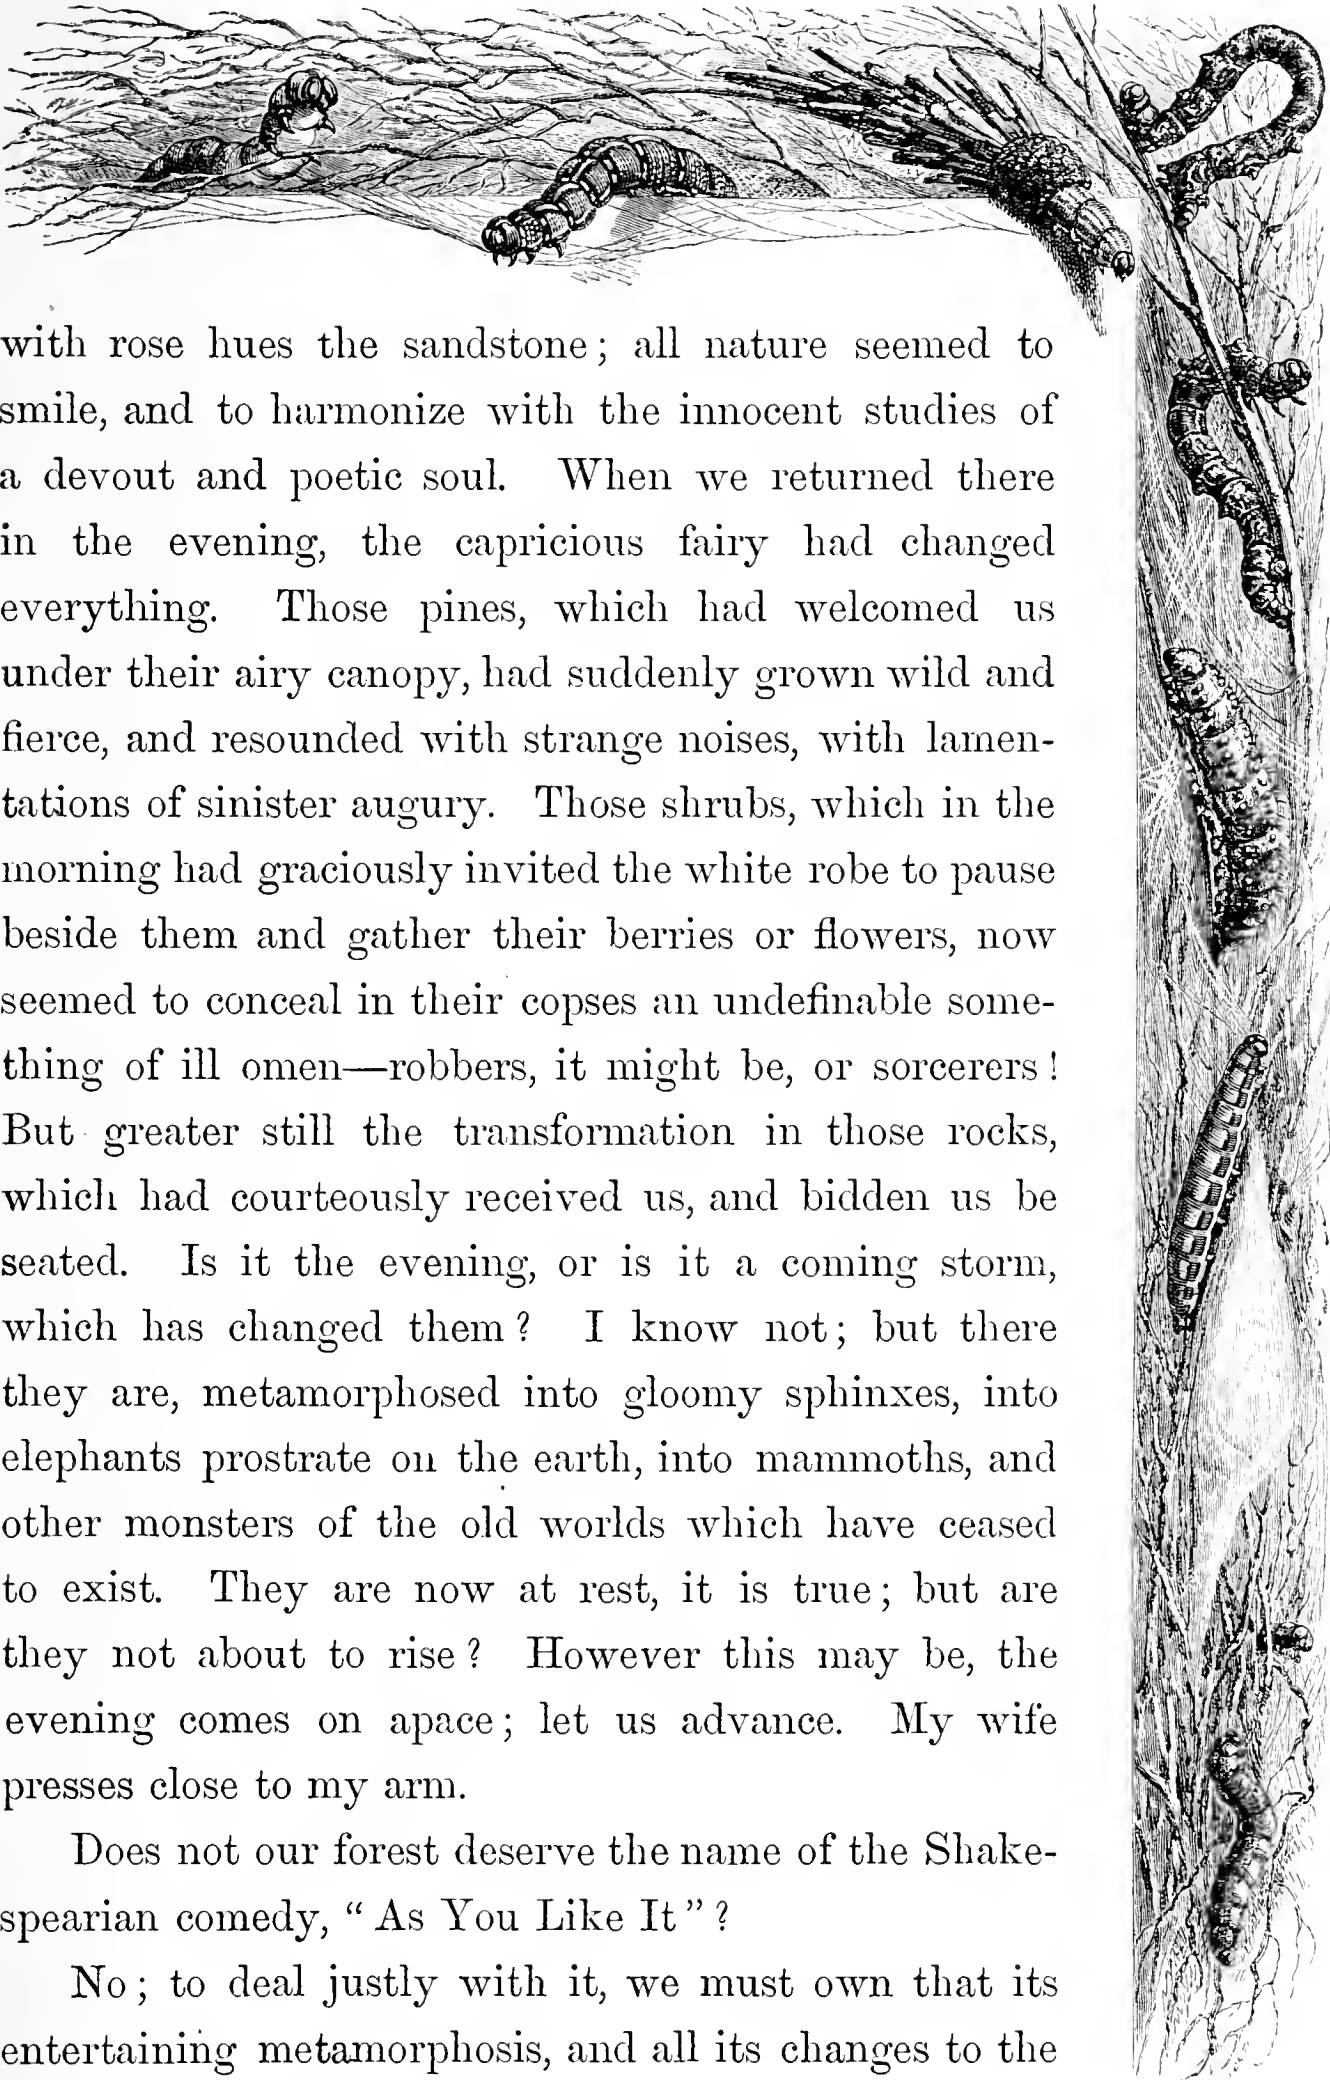 with rose hues the sandstone; all nature seemed to
smile, and to harmonize with the innocent studies of
a devout and poetic soul. When we returned there
in the evening, the capricious fairy had changed
everything. Those pines, which had welcomed us
under their airy canopy, had suddenly grown wild and
fierce, and resounded with strange noises, with lamen-
tations of sinister augury. Those shrubs, which in the
morning had graciously invited the white robe to pause
beside them and gather their berries or flowers, now
seemed to conceal in their copses an undefinable some-
thing of ill omen—robbers, it might be, or sorcerers!
But greater still the transformation in those rocks,
which had courteously received us, and bidden us be
seated. Is it the evening, or is it a coming storm,
which has changed them? I know not; but there
they are, metamorphosed into gloomy sphinxes, into
elephants prostrate on the earth, into mammoths, and
other monsters of the old worlds which have ceased
to exist. They are now at rest, it is true; but are
they not about to rise? However this may be, the
evening comes on apace; let us advance. My wife
presses close to my arm.
Does not our forest deserve the name of the Shake-
spearian comedy, "As You Like It"?
No; to deal justly with it, we must own that its
entertaining metamorphosis, and all its changes to the